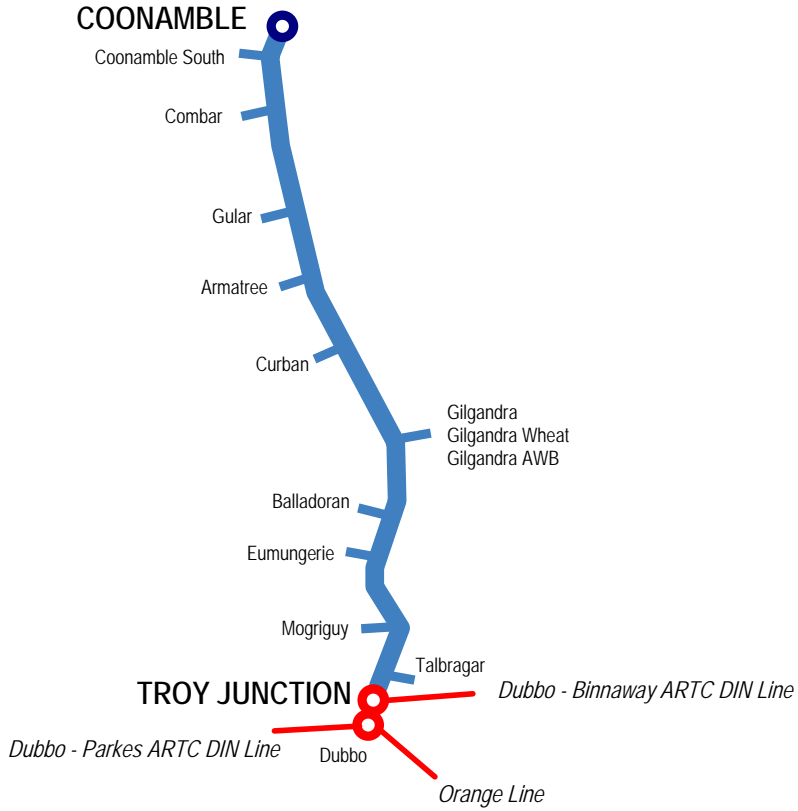 COONAMBLE
Coonamble South
Combar
Gular
Armatree
Curban
Gilgandra
Gilgandra Wheat
Gilgandra AWB
Balladoran
Eumungerie
Mogriguy
Talbragar
TROY JUNCTION
Dubbo - Binnaway ARTC DIN Line
Dubbo - Parkes ARTC DIN Line
Dubbo
Orange Line